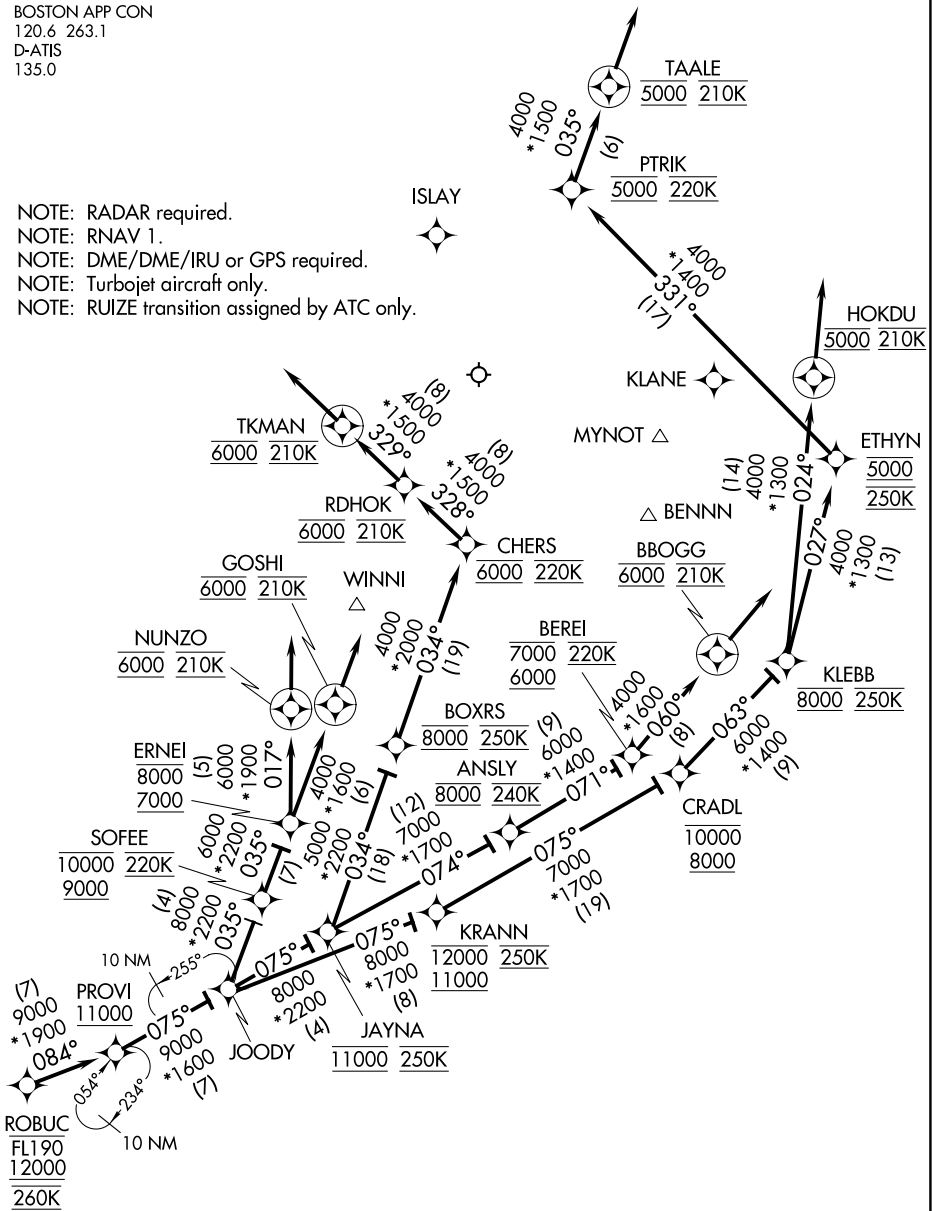 BOSTON APP CON
120.6 263.1
D-ATIS
135.0
TAALE
5000 210K
4000
*1500
035°
(6)
PTRIK
5000 220K
ISLAY
NOTE: RADAR required.
NOTE: RNAV 1.
NOTE: DME/DME/IRU or GPS required.
NOTE: Turbojet aircraft only.
NOTE: RUIZE transition assigned by ATC only.
4000
*1400
331°
(17)
HOKDU
5000 210K
KLANE
MYNOT
ETHYN
5000
250K
TKMAN
6000 210K
(8)
4000
*1500
329°
(8)
4000
*1500
328°
RDHOK
6000 210K
(14)
4000
*1300
024°
027°
4000
*1300
(13)
BENNN
CHERS
6000 220K
BBOGG
6000 210K
GOSHI
6000 210K
WINNI
NUNZO
6000 210K
4000
*2000
034°
(19)
BEREI
7000 220K
6000
KLEBB
8000 250K
4000
*1600
060°
(8)
063°
6000
*1400
(9)
BOXRS
8000 250K
ERNEI
8000
7000
(5)
6000
*1900
017°
4000
*1600
(6)
ANSLY
8000 240K
(9)
6000
*1400
071°
CRADL
10000
8000
SOFEE
10000 220K
9000
6000
*2200
035°
(7)
5000
*2200
034°
(18)
(12)
7000
*1700
074°
075°
7000
*1700
(19)
(4)
8000
*2200
035°
KRANN
12000 250K
11000
10 NM
255°
075°
8000
*2200
(4)
075°
8000
*1700
(8)
PROVI
11000
JAYNA
11000 250K
JOODY
(7)
9000
*1900
084°
075°
9000
*1600
(7)
054°
234°
10 NM
ROBUC
FL190
12000
260K